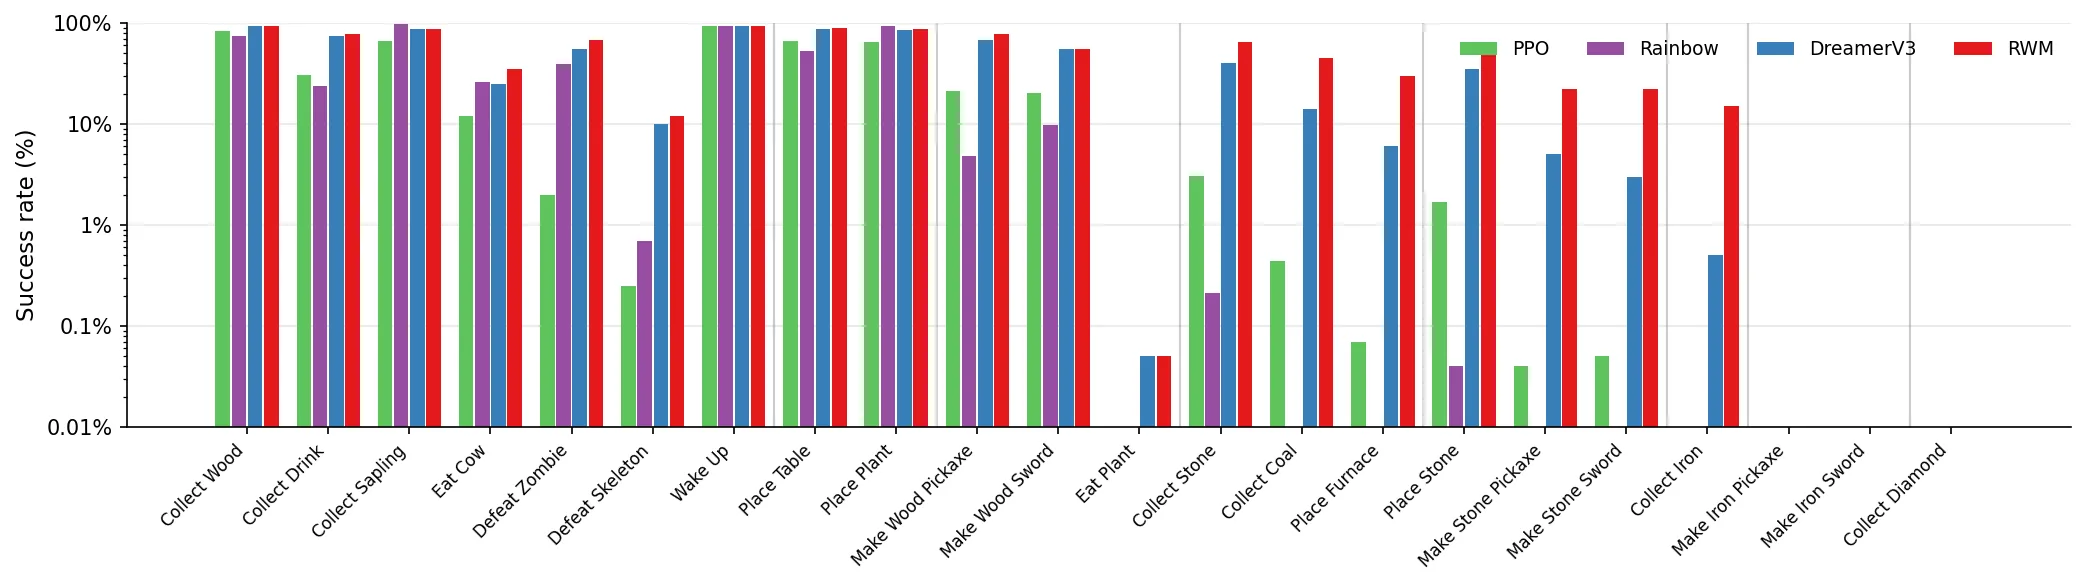 100%
10%
1%
0.1%
0.01%
Success rate (%)
PPO Rainbow DreamerV3 RWM
Collect Wood
Collect Drink
Collect Sapling
Eat Cow
Defeat Zombie
Defeat Skeleton
Wake Up
Place Table
Place Plant
Make Wood Pickaxe
Make Wood Sword
Eat Plant
Collect Stone
Collect Coal
Place Furnace
Place Stone
Make Stone Pickaxe
Make Stone Sword
Collect Iron
Make Iron Pickaxe
Make Iron Sword
Collect Diamond